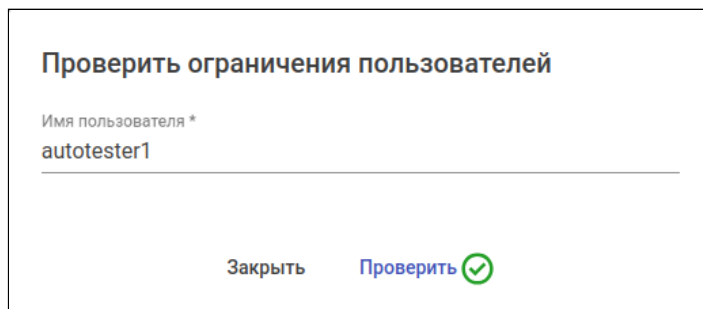 Проверить ограничения пользователей
Имя пользователя *
autotester1
Закрыть Проверить